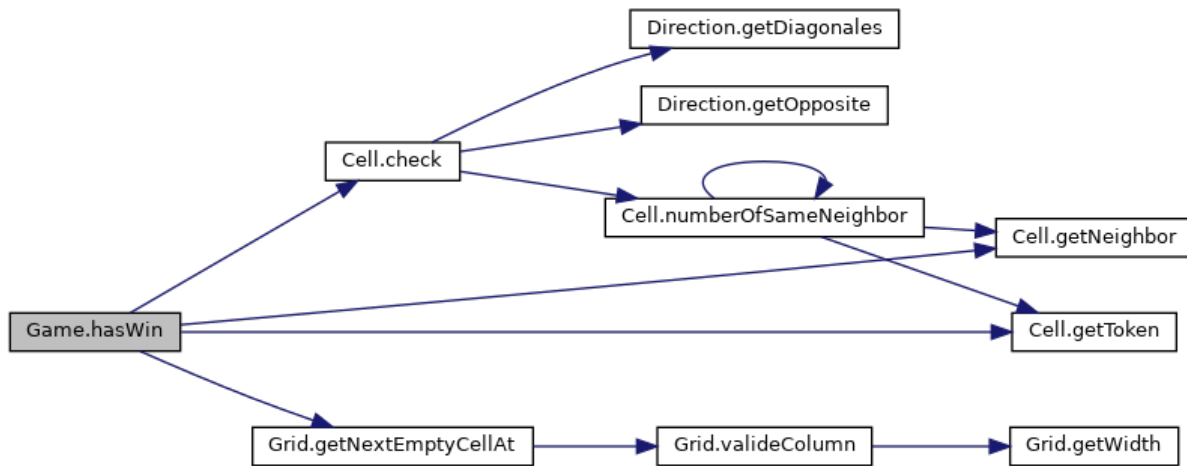 Direction.getDiagonales
Direction.getOpposite
Cell.check
Cell.numberOfSameNeighbor
Cell.getNeighbor
Game.hasWin
Cell.getToken
Grid.getNextEmptyCellAt
Grid.valideColumn
Grid.getWidth